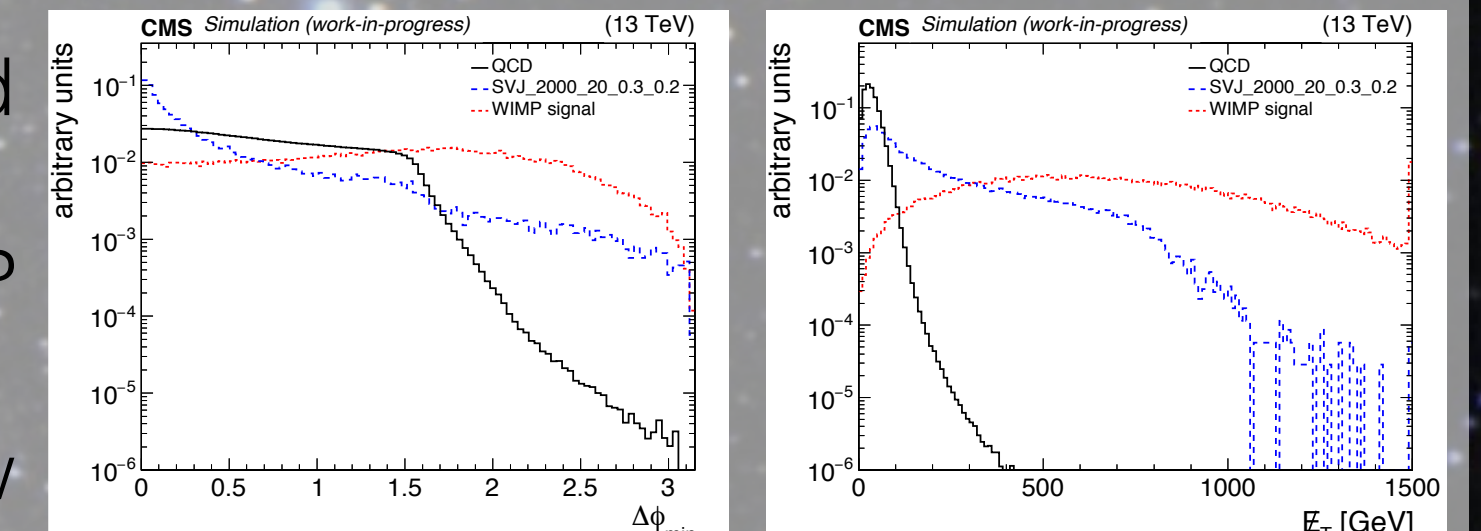 CMS Simulation (work-in-progress) (13 TeV)
arbitrary units
QCD
SVJ_2000_20_0.3_0.2
WIMP signal
10⁻¹
10⁻²
10⁻³
10⁻⁴
10⁻⁵
10⁻⁶
0 0.5 1 1.5 2 2.5 3
Δϕmin
CMS Simulation (work-in-progress) (13 TeV)
arbitrary units
QCD
SVJ_2000_20_0.3_0.2
WIMP signal
10⁻¹
10⁻²
10⁻³
10⁻⁴
10⁻⁵
10⁻⁶
0 500 1000 1500
E̸T [GeV]